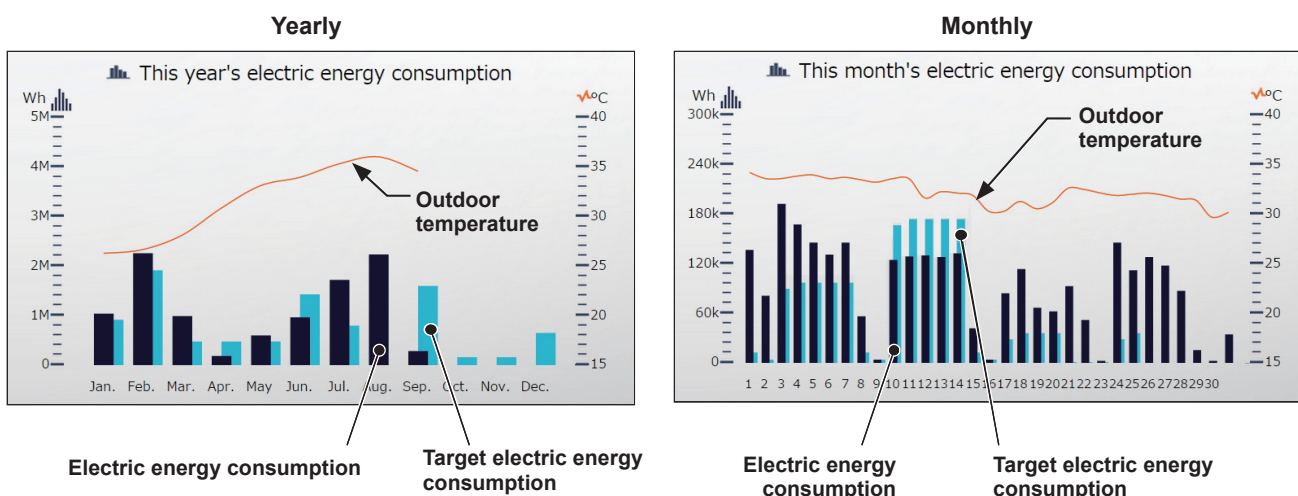 Yearly
This year's electric energy consumption
Wh
°C
5M
4M
3M
2M
1M
0
40
35
30
25
20
15
Outdoor
temperature
Jan. Feb. Mar. Apr. May Jun. Jul. Aug. Sep. Oct. Nov. Dec.
Electric energy consumption
Target electric energy
consumption
Monthly
This month's electric energy consumption
Wh
°C
300k
240k
180k
120k
60k
0
40
35
30
25
20
15
Outdoor
temperature
1 2 3 4 5 6 7 8 9 10 11 12 13 14 15 16 17 18 19 20 21 22 23 24 25 26 27 28 29 30
Electric energy
consumption
Target electric energy
consumption